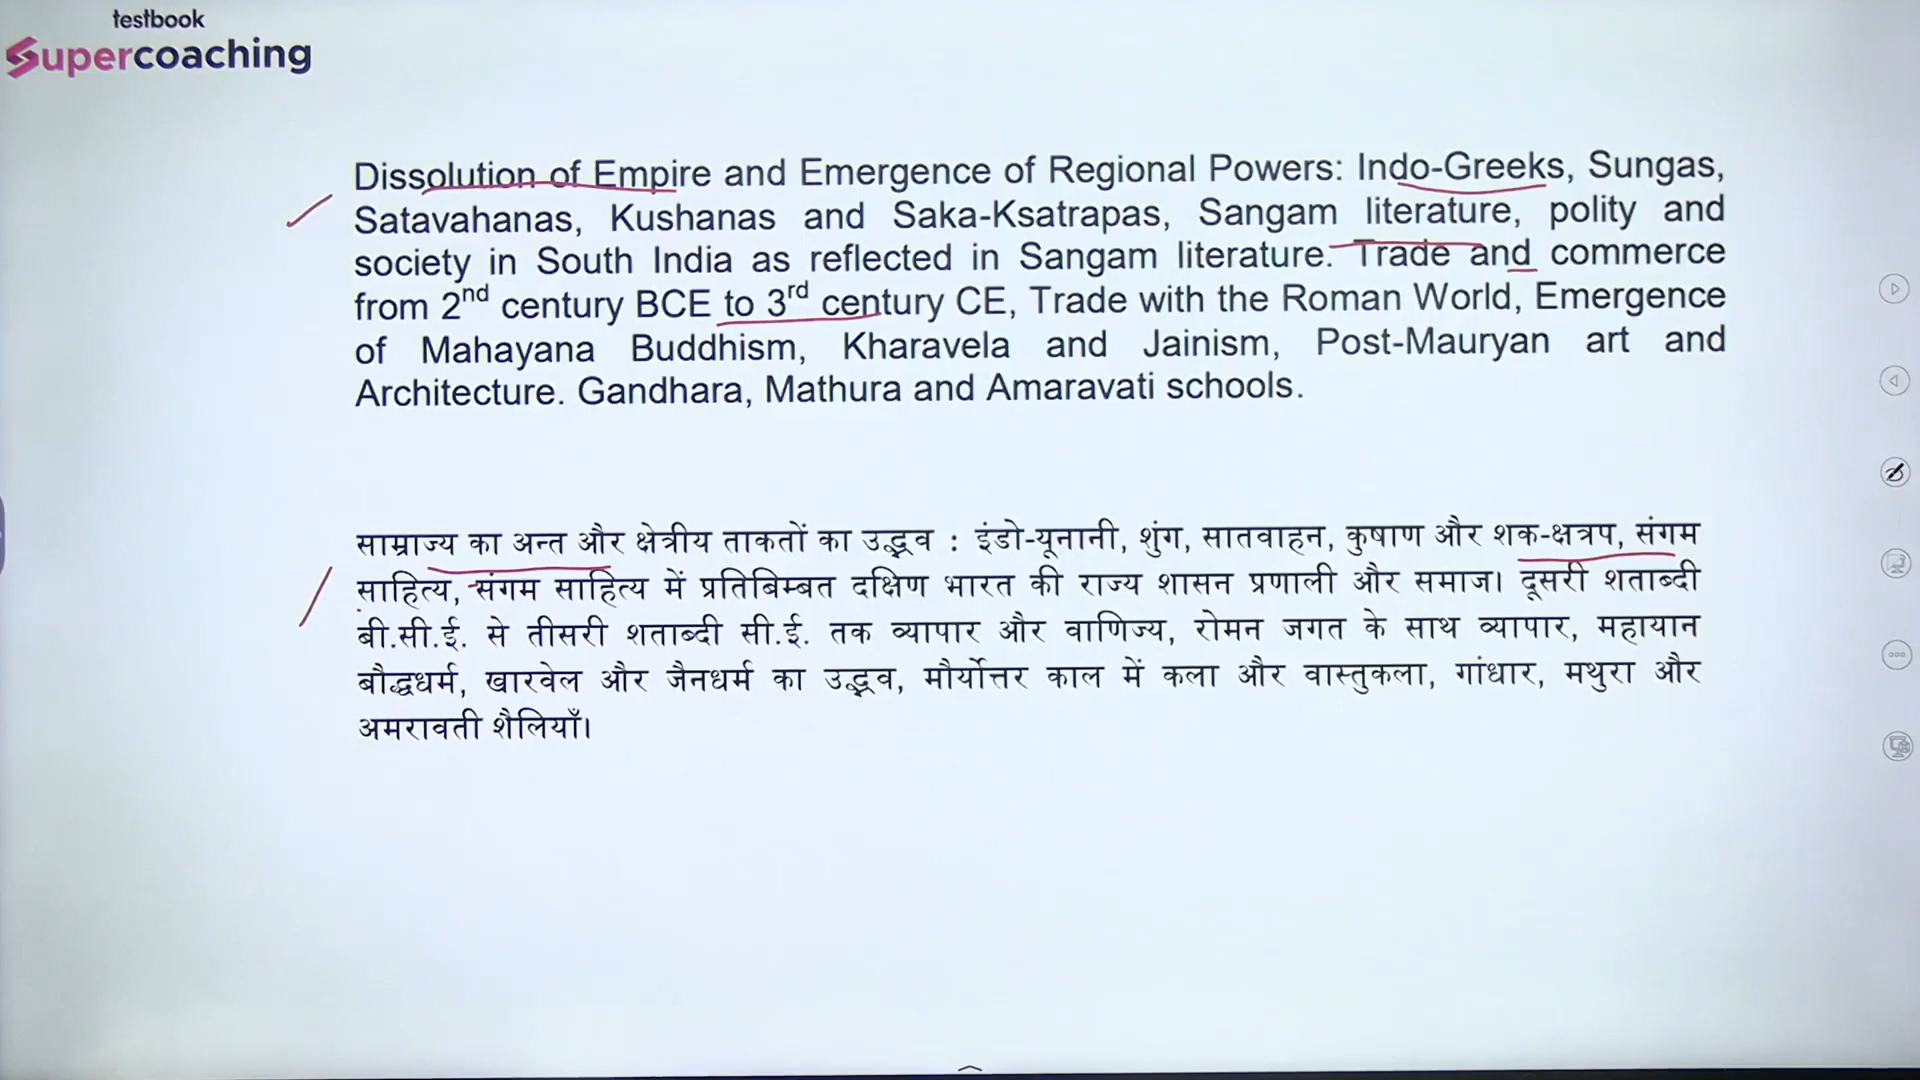 testbook
Supercoaching
Dissolution of Empire and Emergence of Regional Powers: Indo-Greeks, Sungas,
Satavahanas, Kushanas and Saka-Ksatrapas, Sangam literature, polity and
society in South India as reflected in Sangam literature. Trade and commerce
from 2nd century BCE to 3rd century CE, Trade with the Roman World, Emergence
of Mahayana Buddhism, Kharavela and Jainism, Post-Mauryan art and
Architecture. Gandhara, Mathura and Amaravati schools.
साम्राज्य का अन्त और क्षेत्रीय ताकतों का उद्भव : इंडो-यूनानी, शुंग, सातवाहन, कुषाण और शक-क्षत्रप, संगम
साहित्य, संगम साहित्य में प्रतिबिम्बत दक्षिण भारत की राज्य शासन प्रणाली और समाज। दूसरी शताब्दी
बी.सी.ई. से तीसरी शताब्दी सी.ई. तक व्यापार और वाणिज्य, रोमन जगत के साथ व्यापार, महायान
बौद्धधर्म, खारवेल और जैनधर्म का उद्भव, मौर्योत्तर काल में कला और वास्तुकला, गांधार, मथुरा और
अमरावती शैलियाँ।